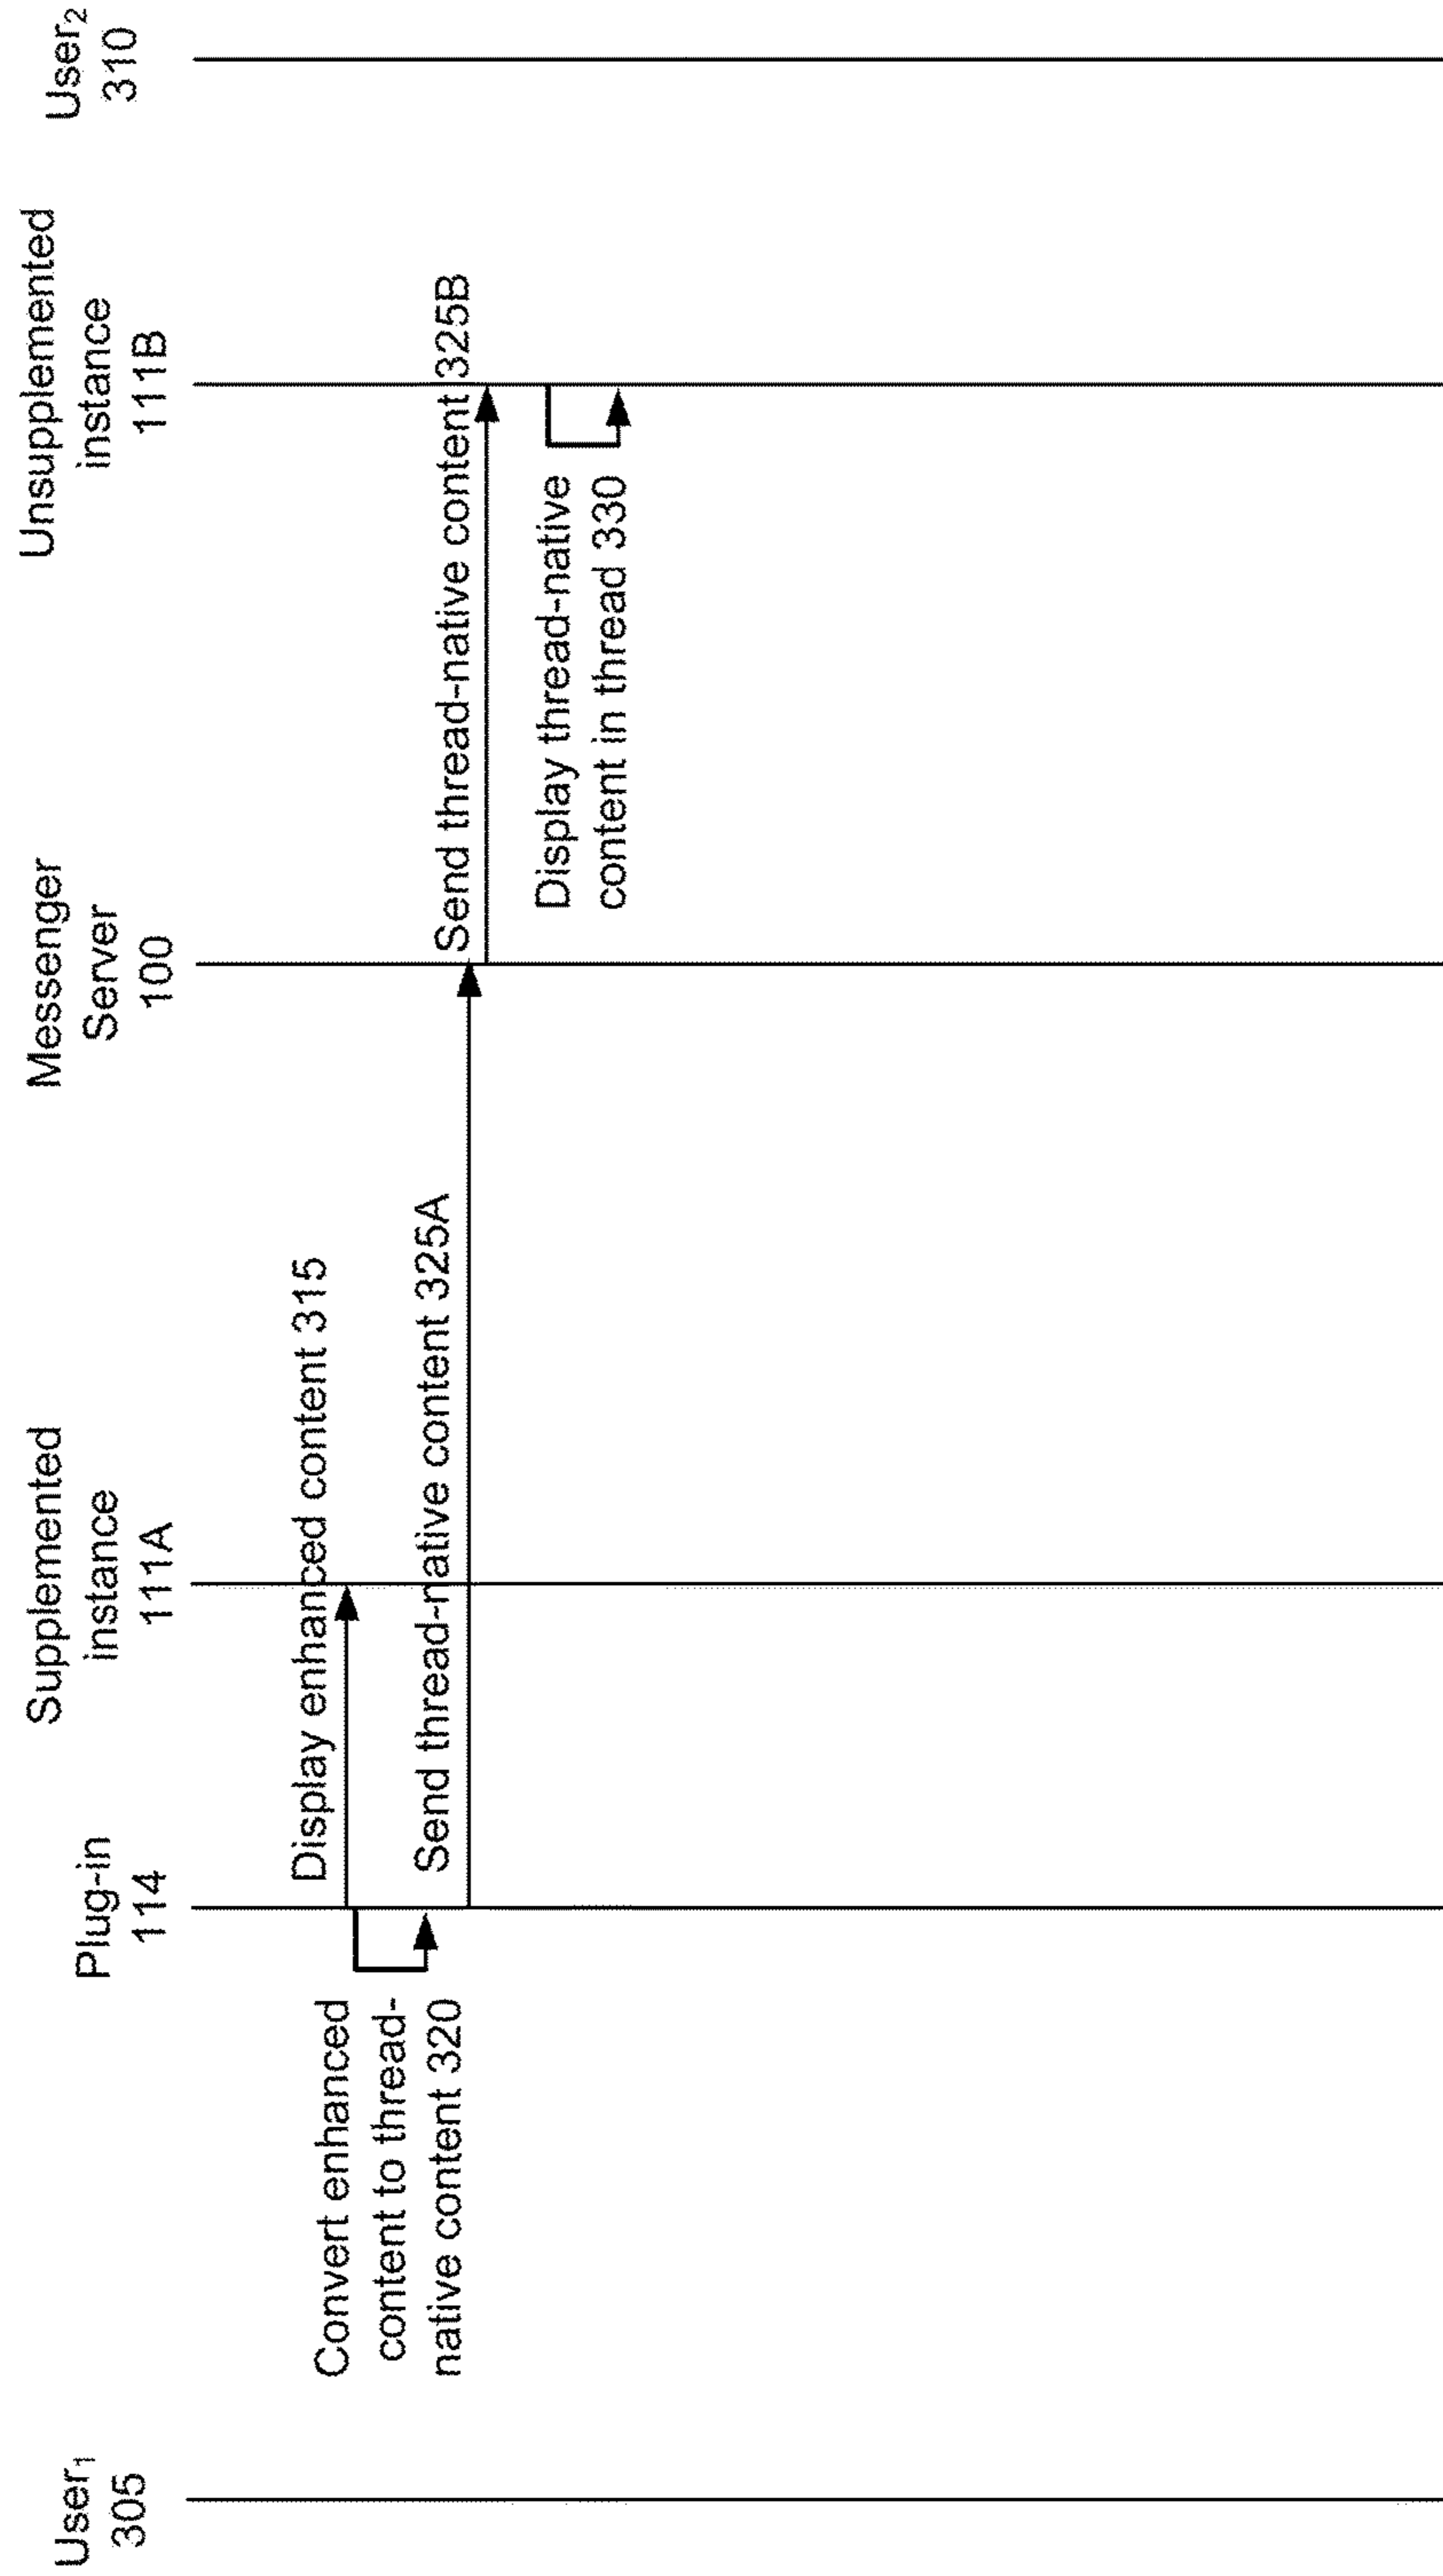 User₁
305
Plug-in
114
Supplemented
instance
111A
Messenger
Server
100
Unsupplemented
instance
111B
User₂
310
Display enhanced content 315
Convert enhanced
content to thread-
native content 320
Send thread-native content 325A
Send thread-native content 325B
Display thread-native
content in thread 330